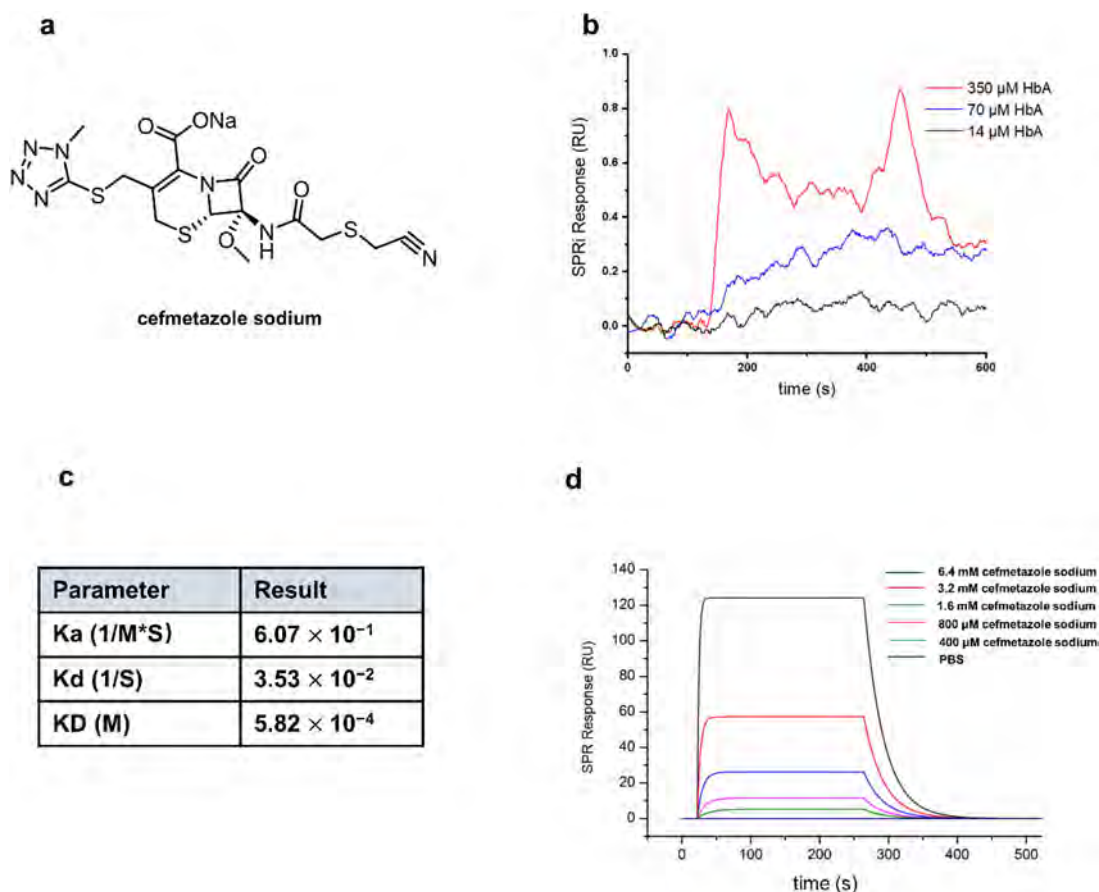 a
ONa
O
O
N
N
N
N
S
N
O
S
O
N
H
O
S
N
cefmetazole sodium
b
1.0
0.8
0.6
0.4
0.2
0.0
SPRi Response (RU)
350 µM HbA
70 µM HbA
14 µM HbA
0
200
400
600
time (s)
c
Parameter Result
Ka (1/M*S) 6.07 × 10⁻¹
Kd (1/S) 3.53 × 10⁻²
KD (M) 5.82 × 10⁻⁴
d
140
120
100
80
60
40
20
0
SPR Response (RU)
6.4 mM cefmetazole sodium
3.2 mM cefmetazole sodium
1.6 mM cefmetazole sodium
800 µM cefmetazole sodium
400 µM cefmetazole sodium
PBS
0 100 200 300 400 500
time (s)